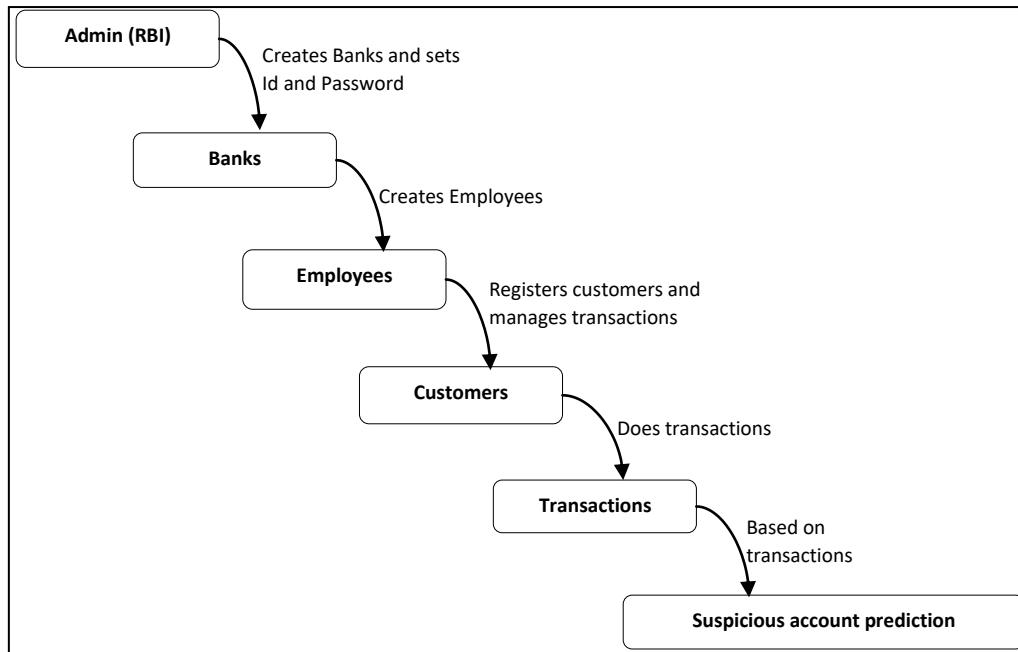 Admin (RBI)
Creates Banks and sets
Id and Password
Banks
Creates Employees
Employees
Registers customers and
manages transactions
Customers
Does transactions
Transactions
Based on
transactions
Suspicious account prediction